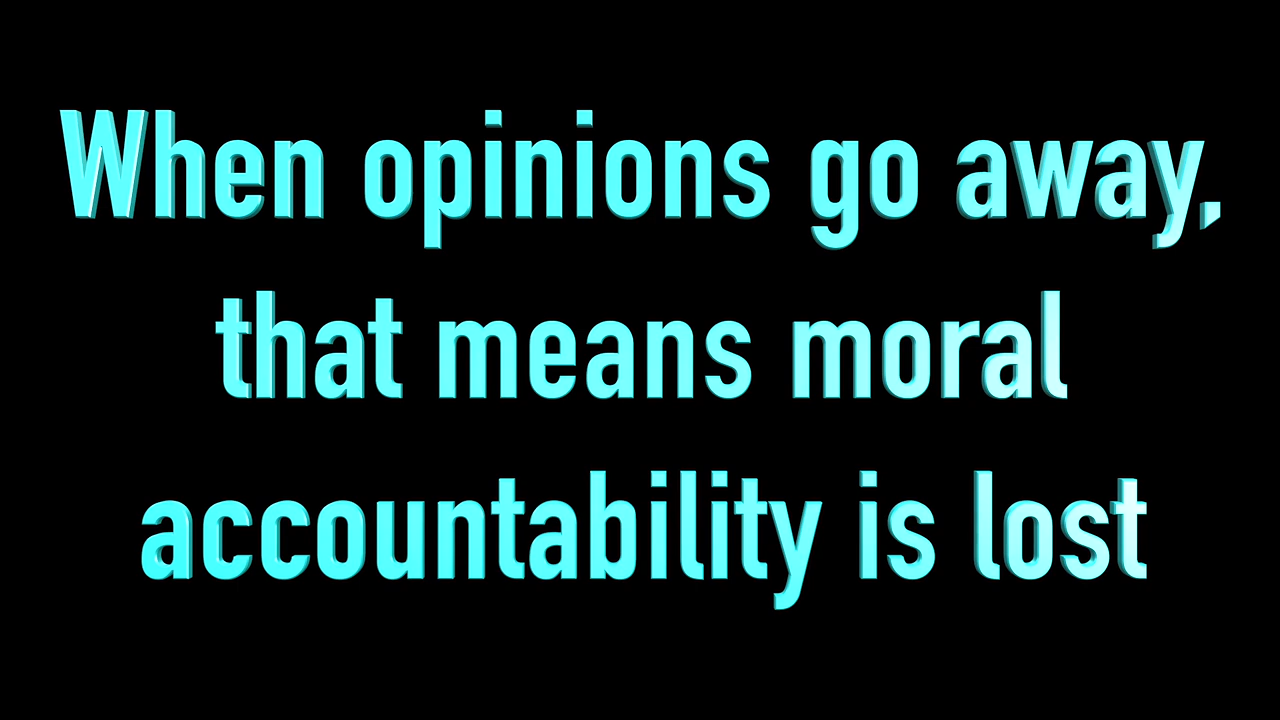 When opinions go away,
that means moral
accountability is lost